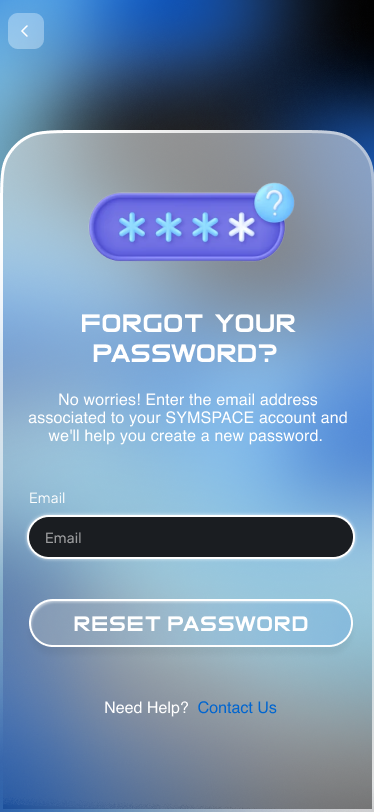 FORGOT YOUR
PASSWORD?
No worries! Enter the email address
associated to your SYMSPACE account and
we'll help you create a new password.
Email
Email
RESET PASSWORD
Need Help? Contact Us